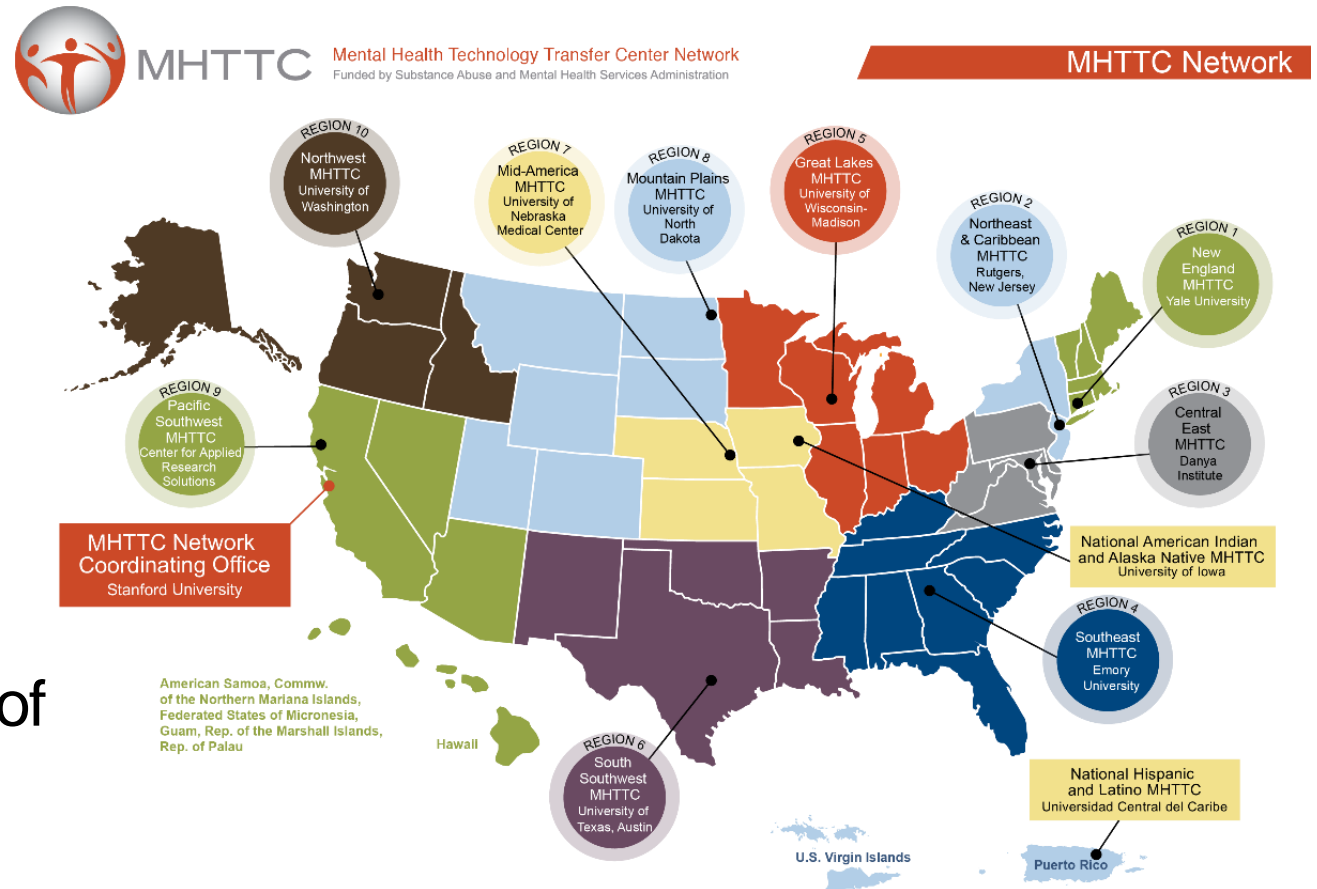 MHTTC
Mental Health Technology Transfer Center Network
Funded by Substance Abuse and Mental Health Services Administration
MHTTC Network
REGION 10
Northwest
MHTTC
University of
Washington
REGION 7
Mid-America
MHTTC
University of
Nebraska
Medical Center
REGION 8
Mountain Plains
MHTTC
University of
North
Dakota
REGION 5
Great Lakes
MHTTC
University of
Wisconsin-
Madison
REGION 2
Northeast
& Caribbean
MHTTC
Rutgers,
New Jersey
REGION 1
New
England
MHTTC
Yale University
REGION 9
Pacific
Southwest
MHTTC
Center for Applied
Research
Solutions
REGION 3
Central
East
MHTTC
Danya
Institute
MHTTC Network
Coordinating Office
Stanford University
National American Indian
and Alaska Native MHTTC
University of Iowa
REGION 4
Southeast
MHTTC
Emory
University
of
American Samoa, Commw.
of the Northern Mariana Islands,
Federated States of Micronesia,
Guam, Rep. of the Marshall Islands,
Rep. of Palau
Hawaii
REGION 6
South
Southwest
MHTTC
University of
Texas, Austin
National Hispanic
and Latino MHTTC
Universidad Central del Caribe
U.S. Virgin Islands
Puerto Rico